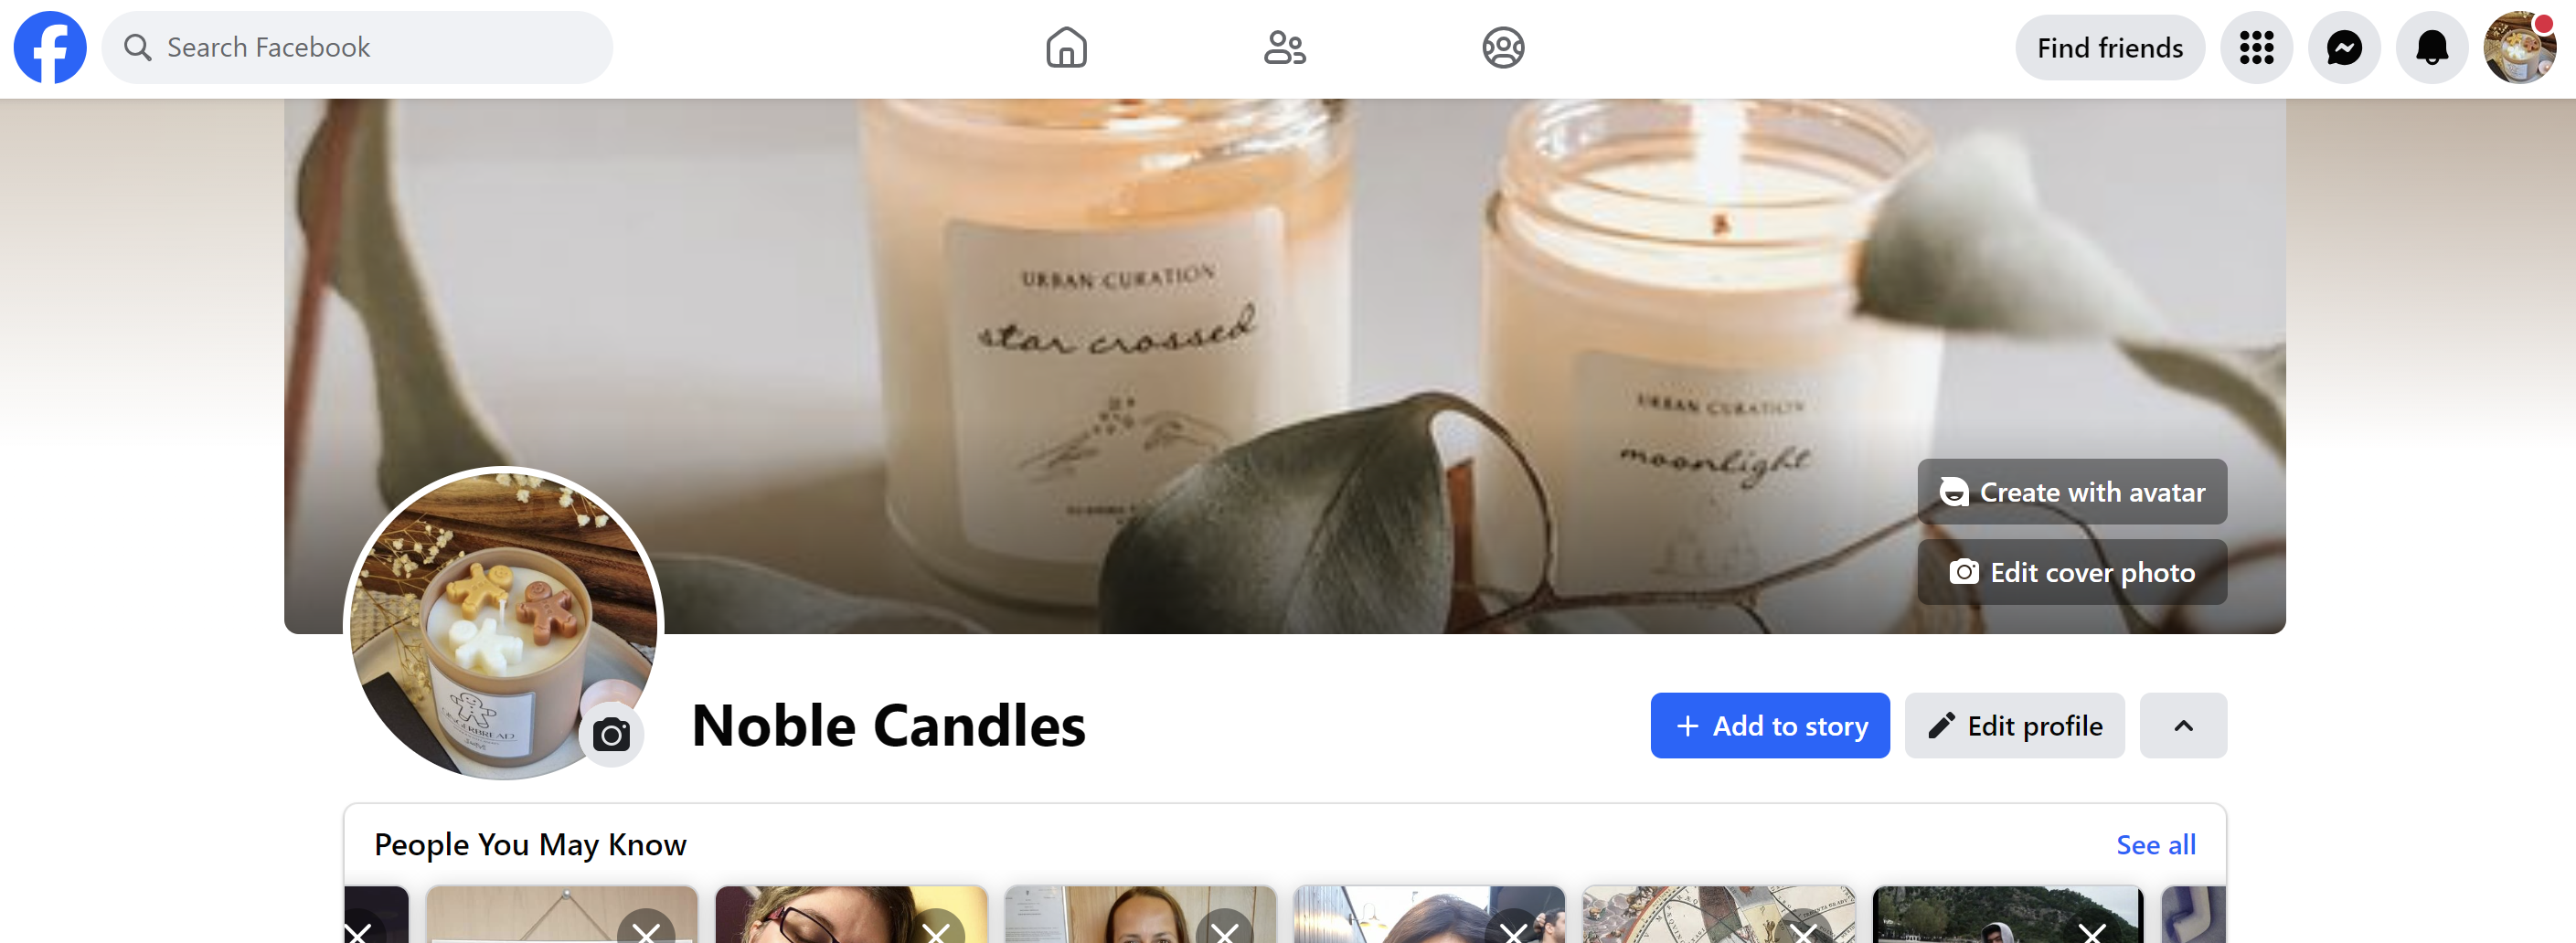 Search Facebook
Find friends
URBAN CURATION
star crossed
URBAN CURATION
moonlight
Create with avatar
Edit cover photo
Noble Candles
+ Add to story
Edit profile
People You May Know
See all